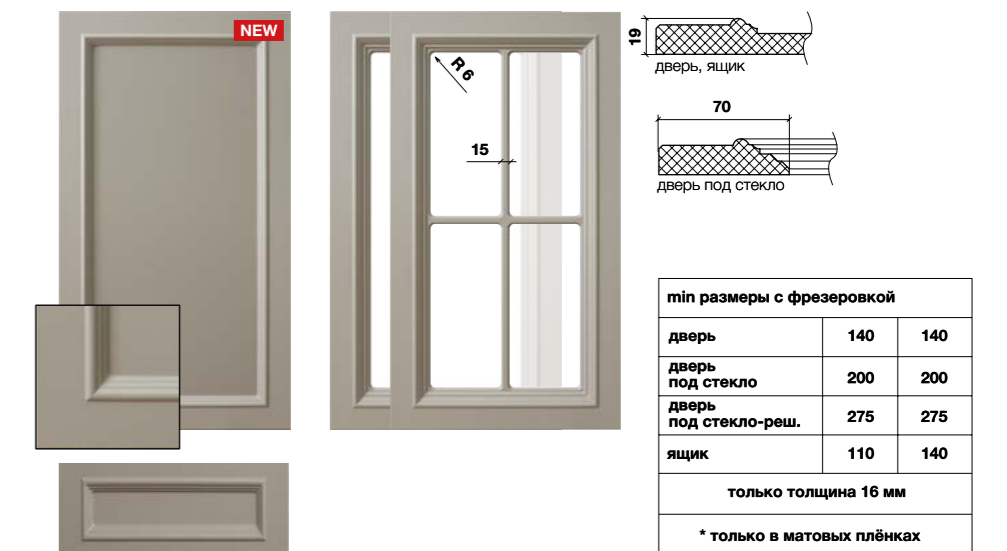 NEW
R 6
15
19
дверь, ящик
70
дверь под стекло
min размеры с фрезеровкой
дверь 140 140
дверь
под стекло 200 200
дверь
под стекло-реш. 275 275
ящик 110 140
только толщина 16 мм
* только в матовых плёнках